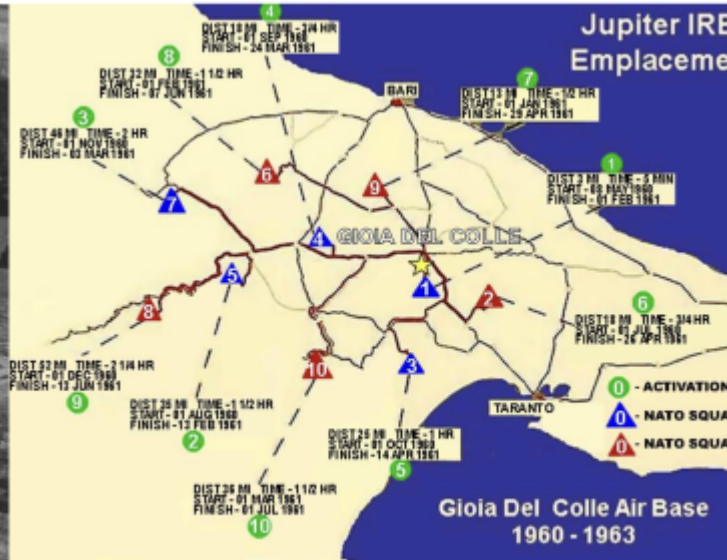 Jupiter IRB
Emplaceme
4
DIST 18 MI TIME - 3/4 HR
START - 01 SEP 1960
FINISH - 24 MAR 1961
8
DIST 32 MI TIME - 1 1/2 HR
START - 01 FEB 1961
FINISH - 07 JUN 1961
7
DIST 13 MI TIME - 1/2 HR
START - 01 JAN 1961
FINISH - 29 APR 1961
BARI
3
DIST 46 MI TIME - 2 HR
START - 01 NOV 1960
FINISH - 03 MAR 1961
1
DIST 3 MI TIME - 5 MIN
START - 08 MAY 1960
FINISH - 01 FEB 1961
6
9
7
4
GIOIA DEL COLLE
5
1
2
8
6
DIST 18 MI TIME - 3/4 HR
START - 01 JUL 1960
FINISH - 26 APR 1961
10
3
DIST 52 MI TIME - 2 1/4 HR
START - 01 DEC 1960
FINISH - 13 JUN 1961
9
TARANTO
0 - ACTIVATION
0 - NATO SQUA
0 - NATO SQUA
DIST 35 MI TIME - 1 1/2 HR
START - 01 AUG 1960
FINISH - 13 FEB 1961
2
DIST 25 MI TIME - 1 HR
START - 01 OCT 1960
FINISH - 14 APR 1961
5
DIST 36 MI TIME - 1 1/2 HR
START - 01 MAR 1961
FINISH - 01 JUL 1961
10
Gioia Del Colle Air Base
1960 - 1963